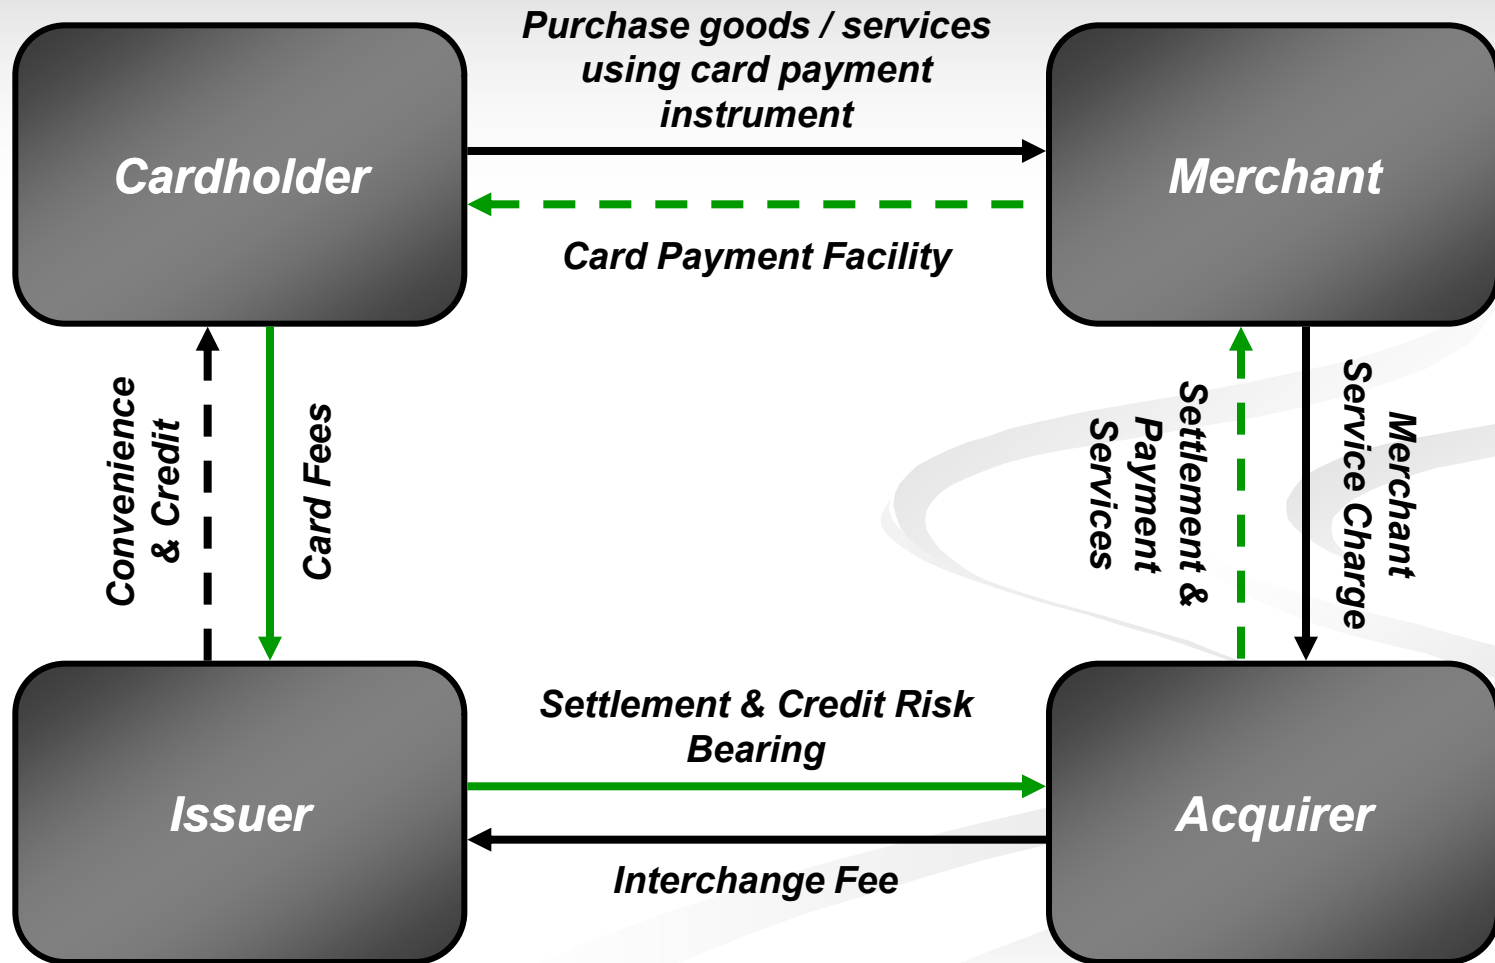 Purchase goods / services
using card payment
instrument
Cardholder
Merchant
Card Payment Facility
Convenience
& Credit
Card Fees
Settlement &
Payment
Services
Merchant
Service Charge
Settlement & Credit Risk
Bearing
Issuer
Acquirer
Interchange Fee